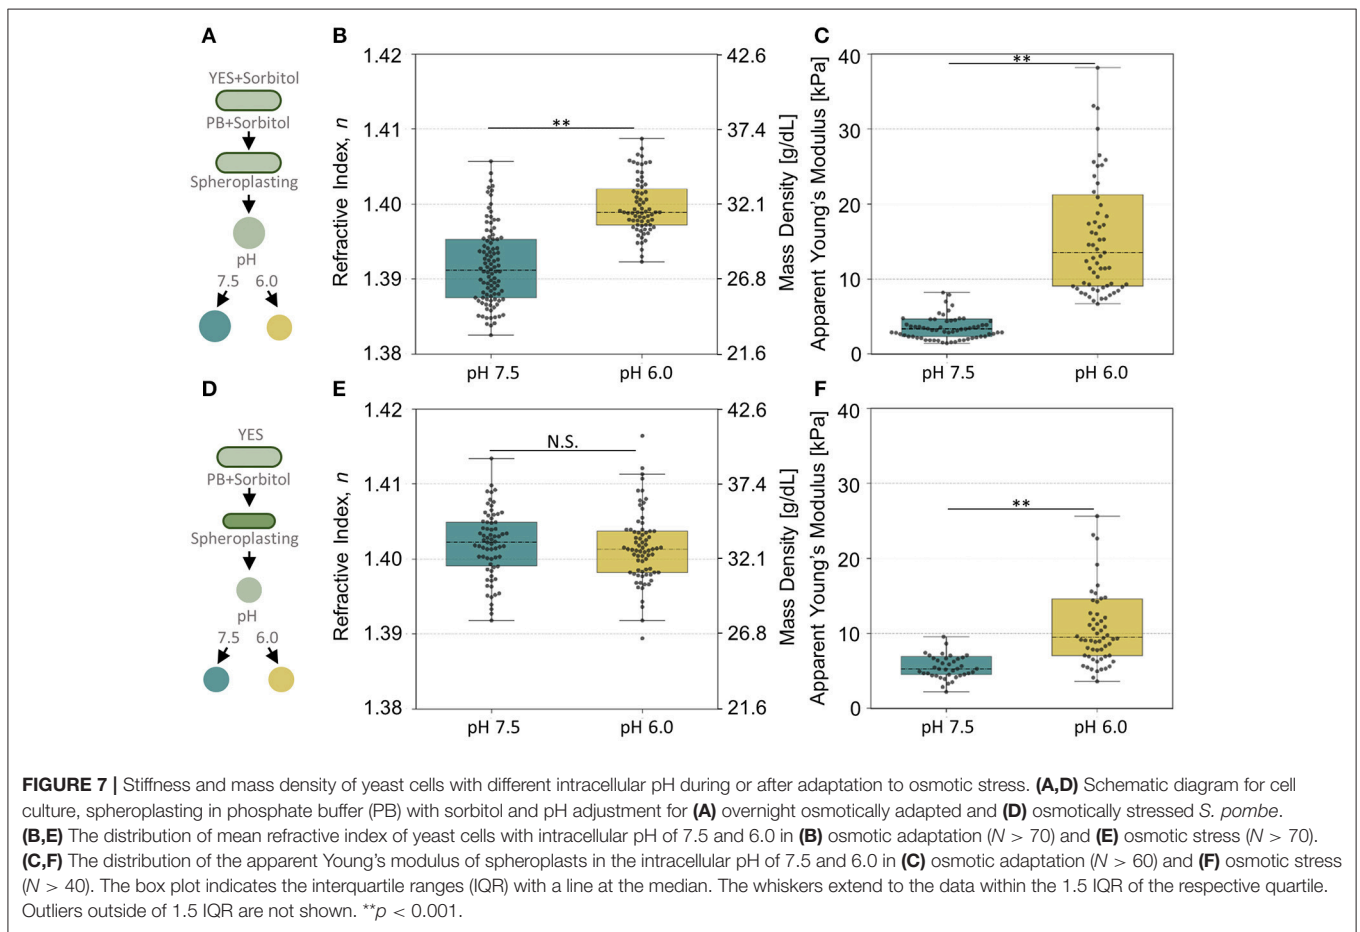 A
YES+Sorbitol
PB+Sorbitol
Spheroplasting
pH
7.5 6.0
B
Refractive Index, n
1.42
1.41
1.40
1.39
1.38
**
42.6
37.4
32.1
26.8
21.6
Mass Density [g/dL]
pH 7.5 pH 6.0
C
Apparent Young's Modulus [kPa]
40
30
20
10
0
**
pH 7.5 pH 6.0
D
YES
PB+Sorbitol
Spheroplasting
pH
7.5 6.0
E
Refractive Index, n
1.42
1.41
1.40
1.39
1.38
N.S.
42.6
37.4
32.1
26.8
21.6
Mass Density [g/dL]
pH 7.5 pH 6.0
F
Apparent Young's Modulus [kPa]
40
30
20
10
0
**
pH 7.5 pH 6.0
FIGURE 7 | Stiffness and mass density of yeast cells with different intracellular pH during or after adaptation to osmotic stress. (A,D) Schematic diagram for cell
culture, spheroplasting in phosphate buffer (PB) with sorbitol and pH adjustment for (A) overnight osmotically adapted and (D) osmotically stressed S. pombe.
(B,E) The distribution of mean refractive index of yeast cells with intracellular pH of 7.5 and 6.0 in (B) osmotic adaptation (N > 70) and (E) osmotic stress (N > 70).
(C,F) The distribution of the apparent Young's modulus of spheroplasts in the intracellular pH of 7.5 and 6.0 in (C) osmotic adaptation (N > 60) and (F) osmotic stress
(N > 40). The box plot indicates the interquartile ranges (IQR) with a line at the median. The whiskers extend to the data within the 1.5 IQR of the respective quartile.
Outliers outside of 1.5 IQR are not shown. **p < 0.001.